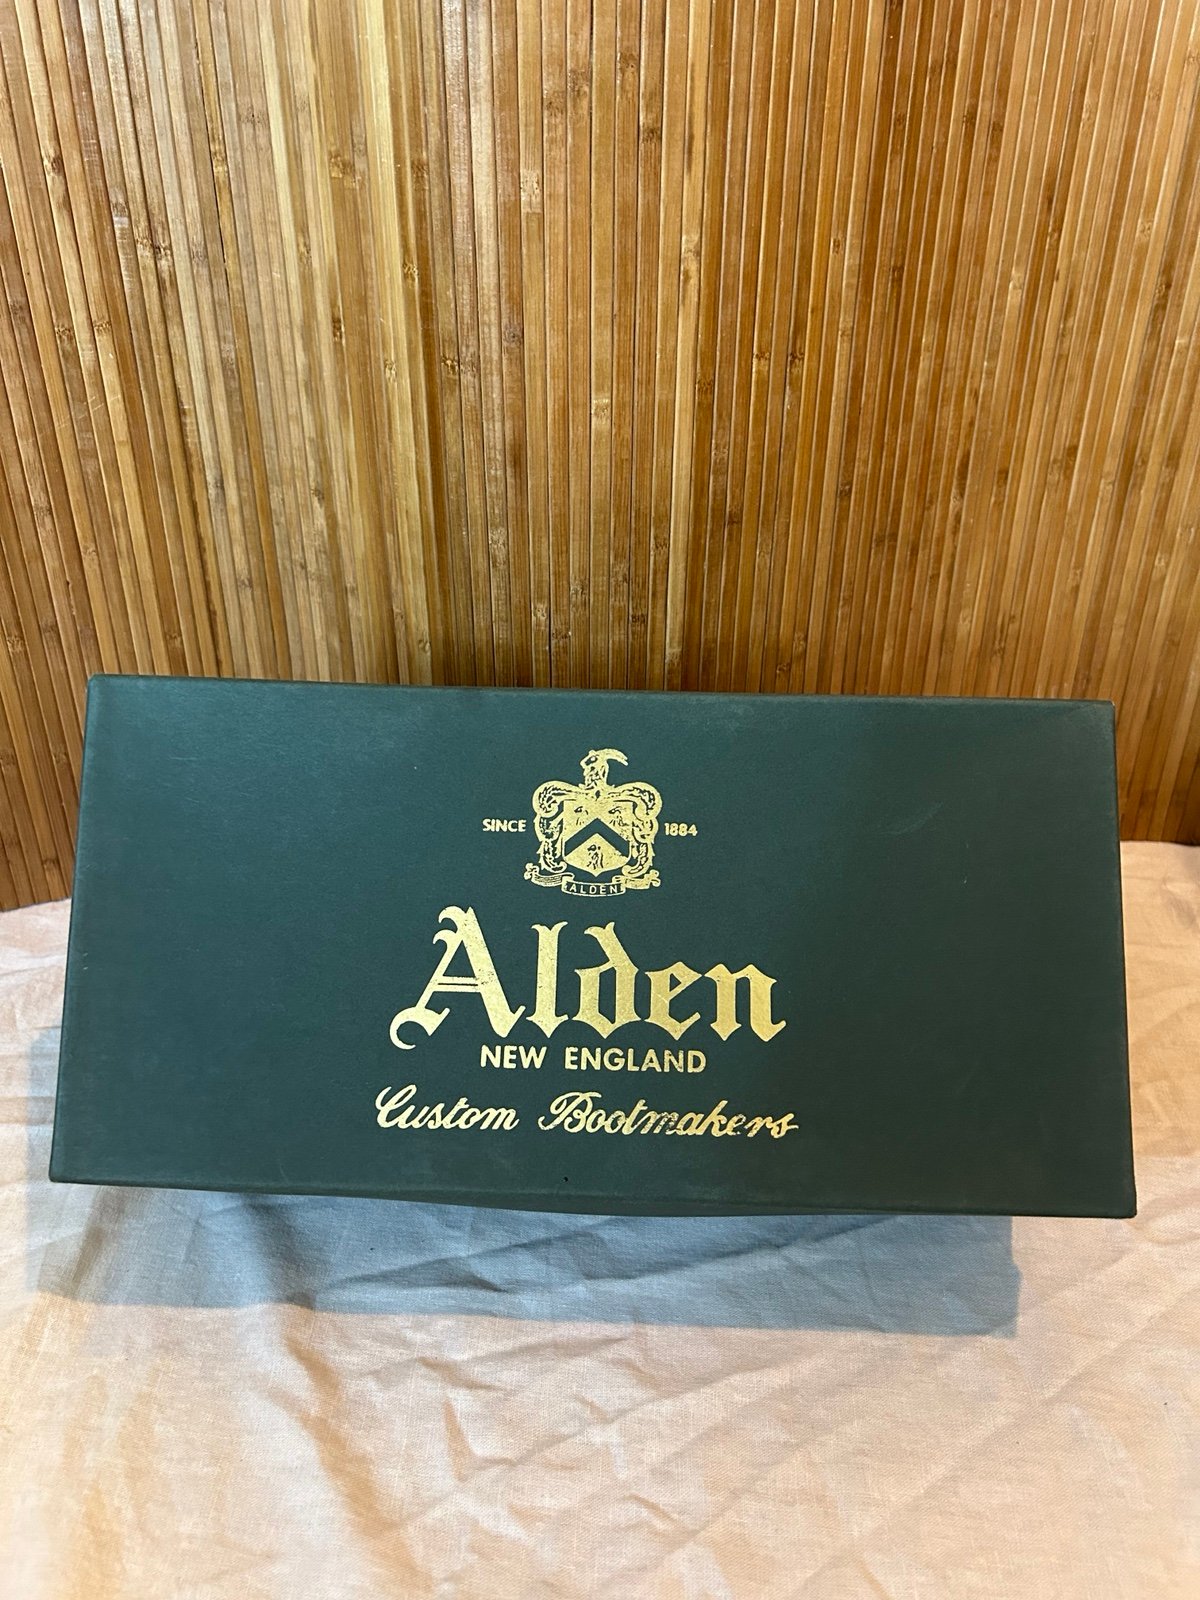 SINCE 1884
ALDEN
Alden
NEW ENGLAND
Custom Bootmakers